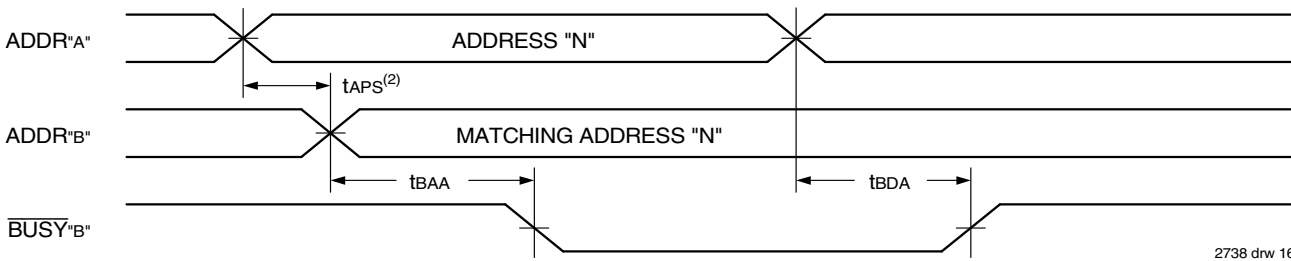 ADDR"A"
ADDRESS "N"
tAPS(2)
ADDR"B"
MATCHING ADDRESS "N"
tBAA
tBDA
BUSY"B"
2738 drw 16